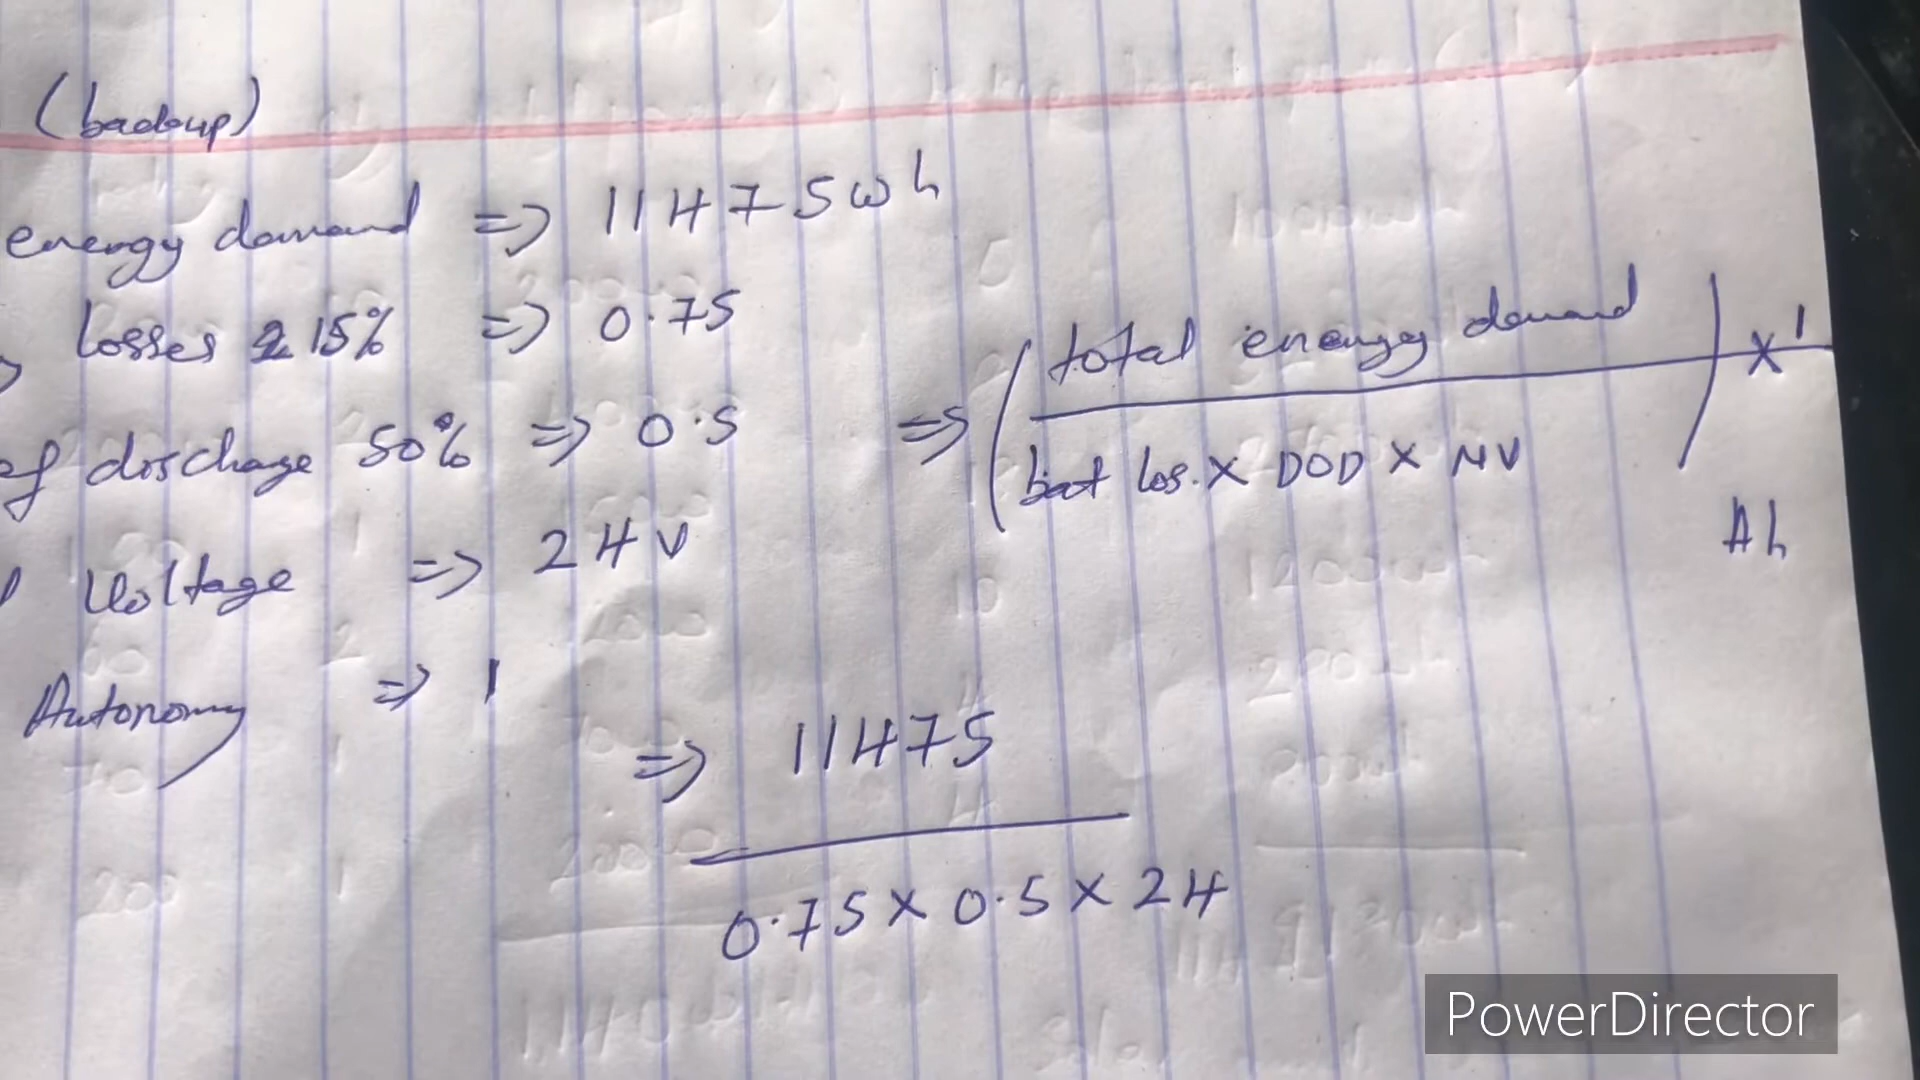 (backup)
energy demand => 11475wh
losses 15% => 0.75
of discharge 50% => 0.5
=> (total energy demand / bat los. x DOD x NV) x 1
Ah
Voltage => 24v
Autonomy => 1
=> 11475
0.75 x 0.5 x 24
PowerDirector